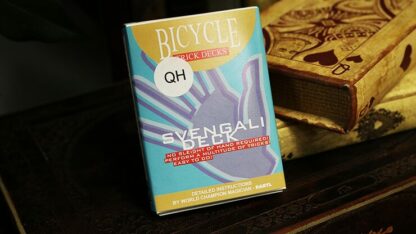 BICYCLE
TRICK DECKS
QH
SVENGALI
DECK
NO SLEIGHT OF HAND REQUIRED!
PERFORM A MULTITUDE OF TRICKS
EASY TO DO!
DETAILED INSTRUCTIONS
BY WORLD CHAMPION MAGICIAN - DARYL